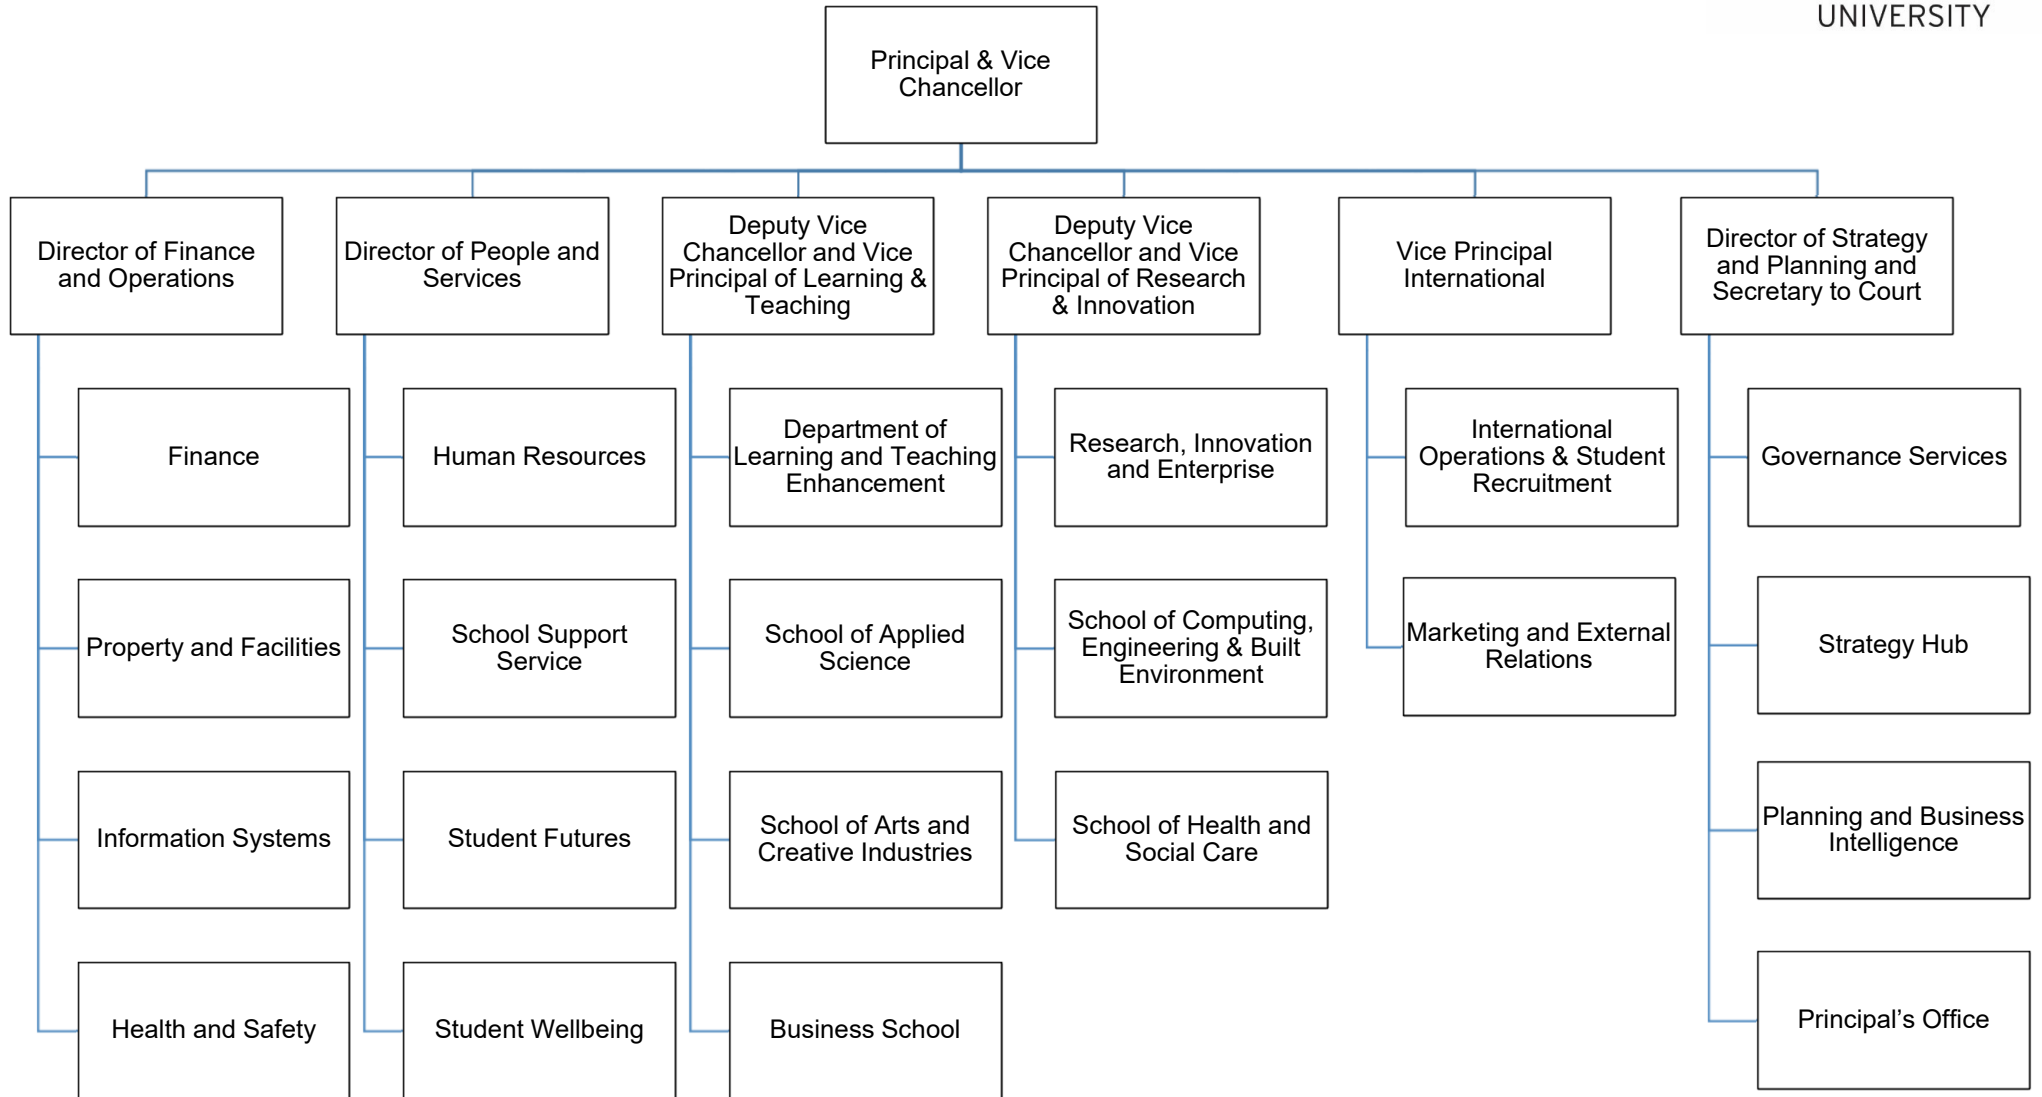 UNIVERSITY
Principal & Vice
Chancellor
Director of Finance
and Operations
Director of People and
Services
Deputy Vice
Chancellor and Vice
Principal of Learning &
Teaching
Deputy Vice
Chancellor and Vice
Principal of Research
& Innovation
Vice Principal
International
Director of Strategy
and Planning and
Secretary to Court
Finance
Human Resources
Department of
Learning and Teaching
Enhancement
Research, Innovation
and Enterprise
International
Operations & Student
Recruitment
Governance Services
Property and Facilities
School Support
Service
School of Applied
Science
School of Computing,
Engineering & Built
Environment
Marketing and External
Relations
Strategy Hub
Information Systems
Student Futures
School of Arts and
Creative Industries
School of Health and
Social Care
Planning and Business
Intelligence
Health and Safety
Student Wellbeing
Business School
Principal’s Office